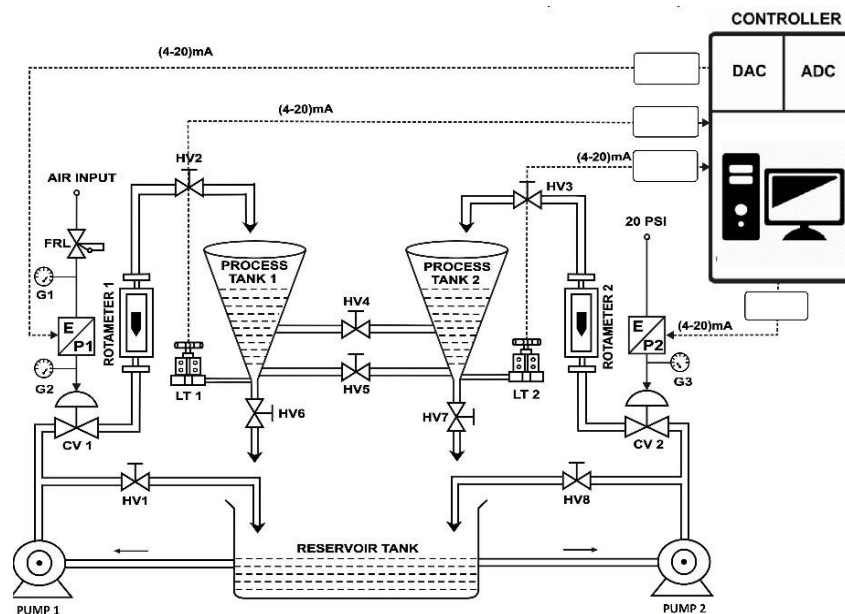 CONTROLLER
(4-20)mA
DAC
ADC
(4-20)mA
HV2
(4-20)mA
AIR INPUT
HV3
20 PSI
FRL
PROCESS
TANK 1
PROCESS
TANK 2
G1
ROTAMETER 1
HV4
ROTAMETER 2
E
P1
E
P2
(4-20)mA
G2
LT 1
HV5
LT 2
G3
HV6
HV7
CV 1
CV 2
HV1
HV8
RESERVOIR TANK
PUMP 1
PUMP 2